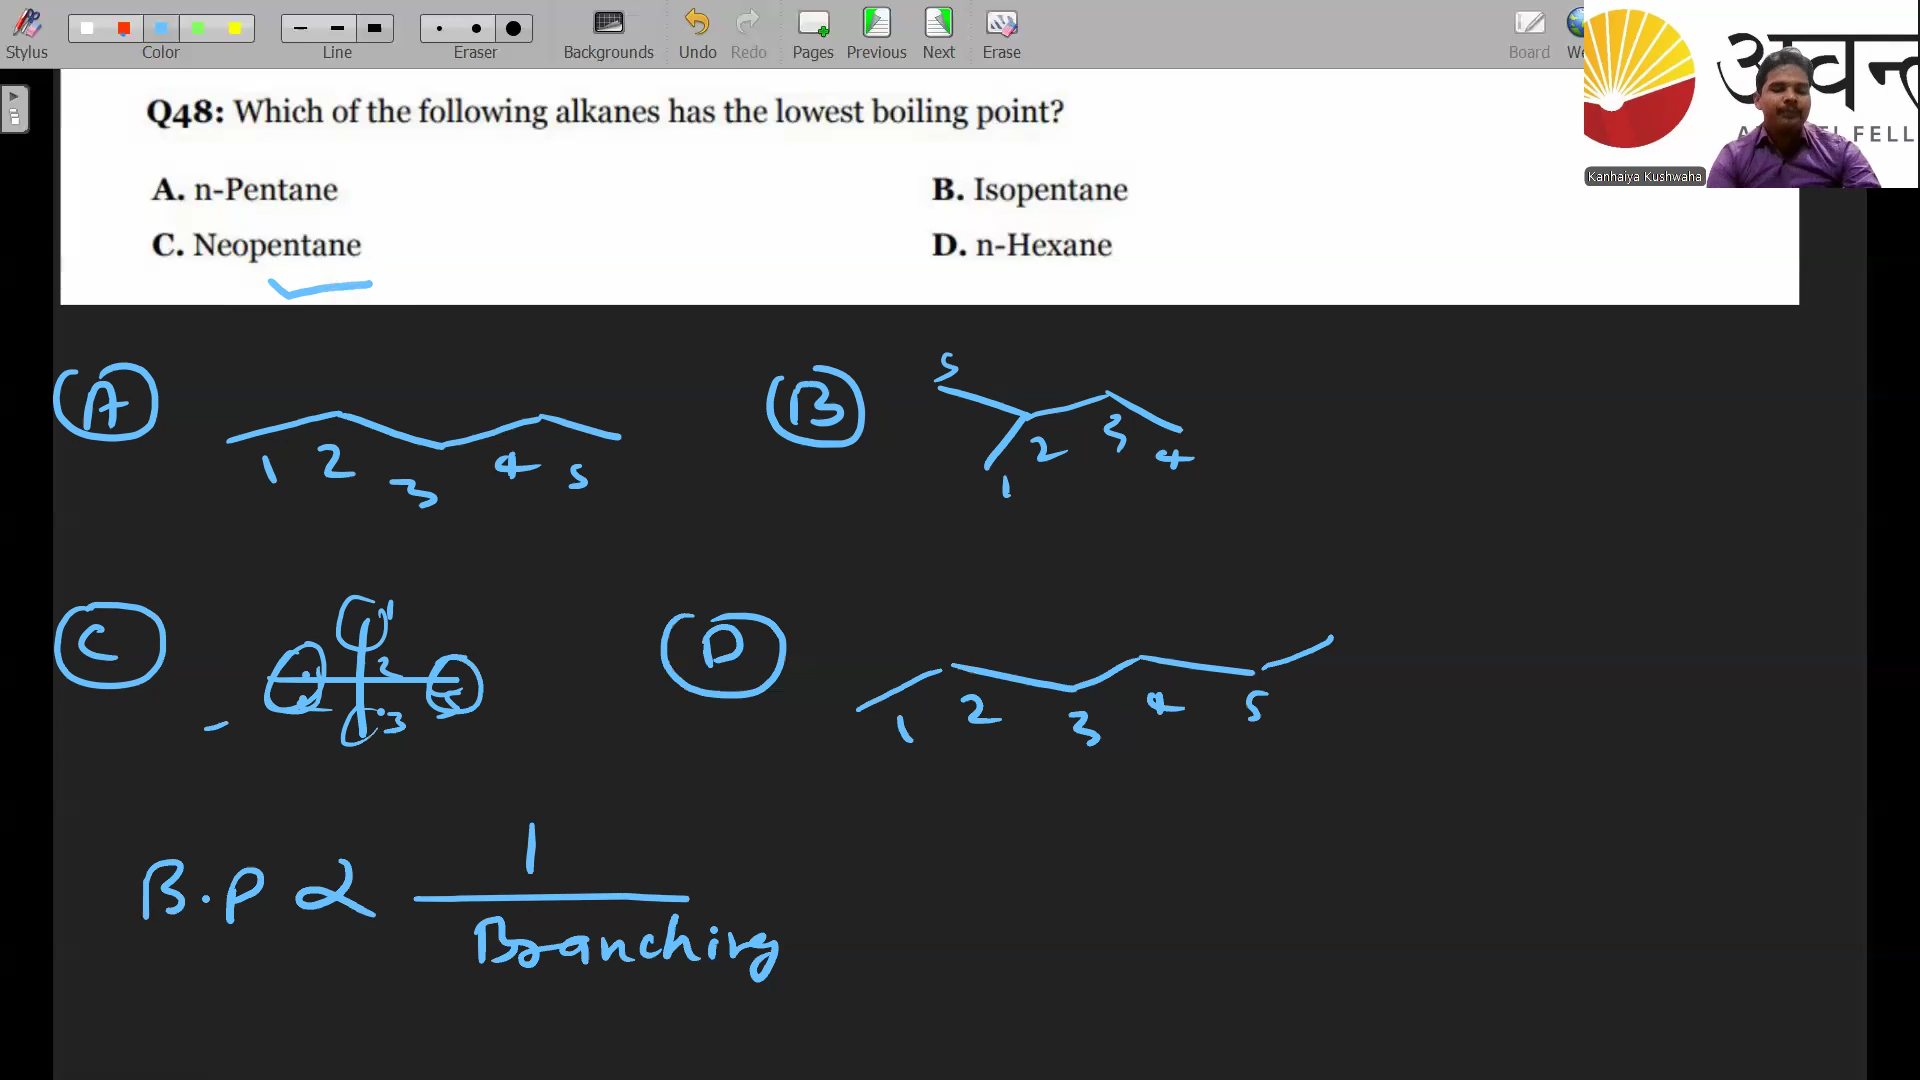 Stylus
Color
Line
Eraser
Backgrounds
Undo
Redo
Pages
Previous
Next
Erase
Board
Kanhaiya Kushwaha
FELL
Q48: Which of the following alkanes has the lowest boiling point?
A. n-Pentane
B. Isopentane
C. Neopentane
D. n-Hexane
A
1 2 3 4 5
B
5
1 2 3 4
C
2
3
5
D
1 2 3 4 5
B.P ∝ 1
Branching